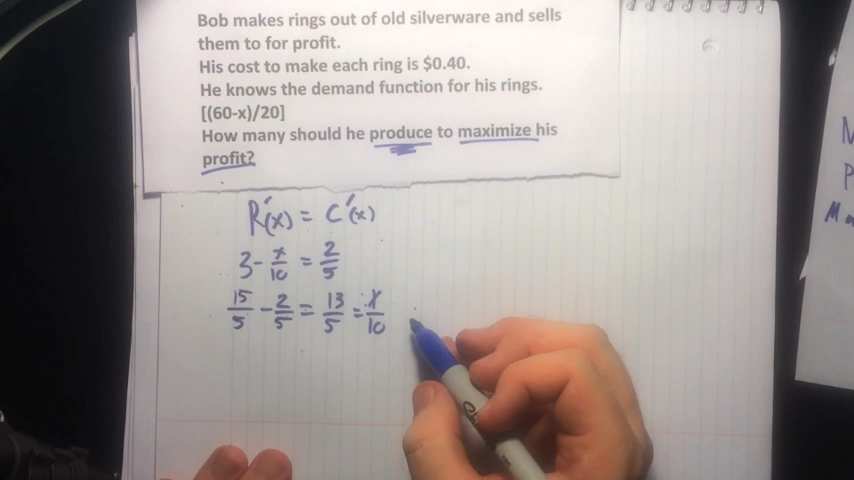 Bob makes rings out of old silverware and sells
them to for profit.
His cost to make each ring is $0.40.
He knows the demand function for his rings.
[(60-x)/20]
How many should he produce to maximize his
profit?
R'(x) = C'(x)
3 - x/10 = 2/5
15/5 - 2/5 = 13/5 = x/10
N
P
Ma